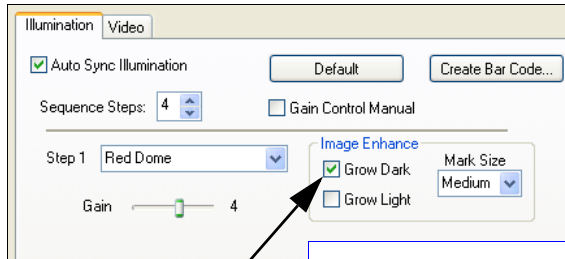 Illumination Video
Auto Sync Illumination Default Create Bar Code...
Sequence Steps: 4 Gain Control Manual
Image Enhance
Step 1 Red Dome Grow Dark Mark Size
Medium
Gain 4 Grow Light